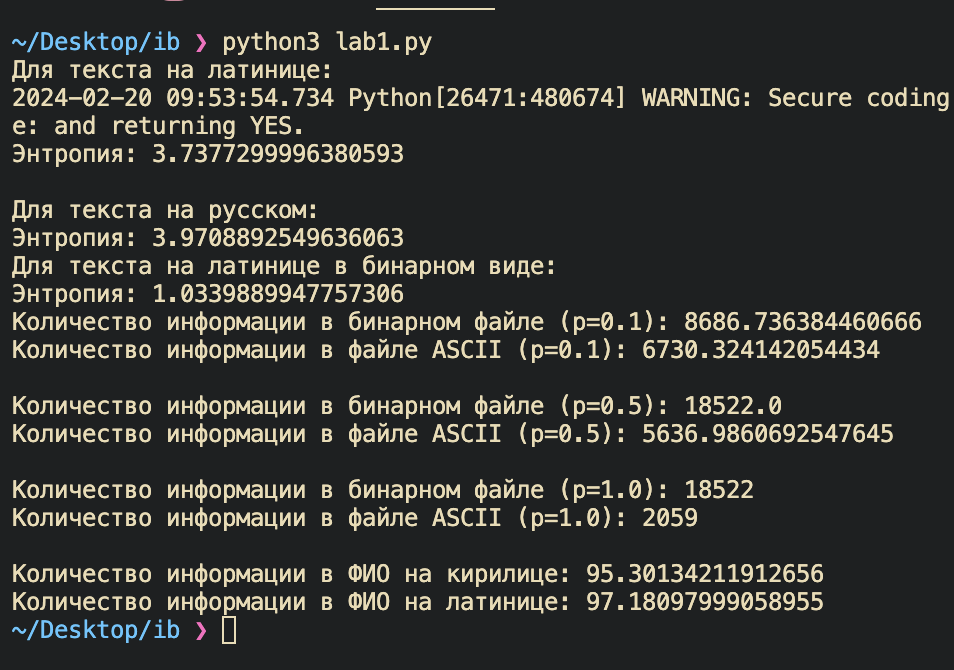 ~/Desktop/ib ❯ python3 lab1.py
Для текста на латинице:
2024-02-20 09:53:54.734 Python[26471:480674] WARNING: Secure coding
e: and returning YES.
Энтропия: 3.7377299996380593
Для текста на русском:
Энтропия: 3.9708892549636063
Для текста на латинице в бинарном виде:
Энтропия: 1.0339889947757306
Количество информации в бинарном файле (p=0.1): 8686.736384460666
Количество информации в файле ASCII (p=0.1): 6730.324142054434
Количество информации в бинарном файле (p=0.5): 18522.0
Количество информации в файле ASCII (p=0.5): 5636.9860692547645
Количество информации в бинарном файле (p=1.0): 18522
Количество информации в файле ASCII (p=1.0): 2059
Количество информации в ФИО на кирилице: 95.30134211912656
Количество информации в ФИО на латинице: 97.18097999058955
~/Desktop/ib ❯